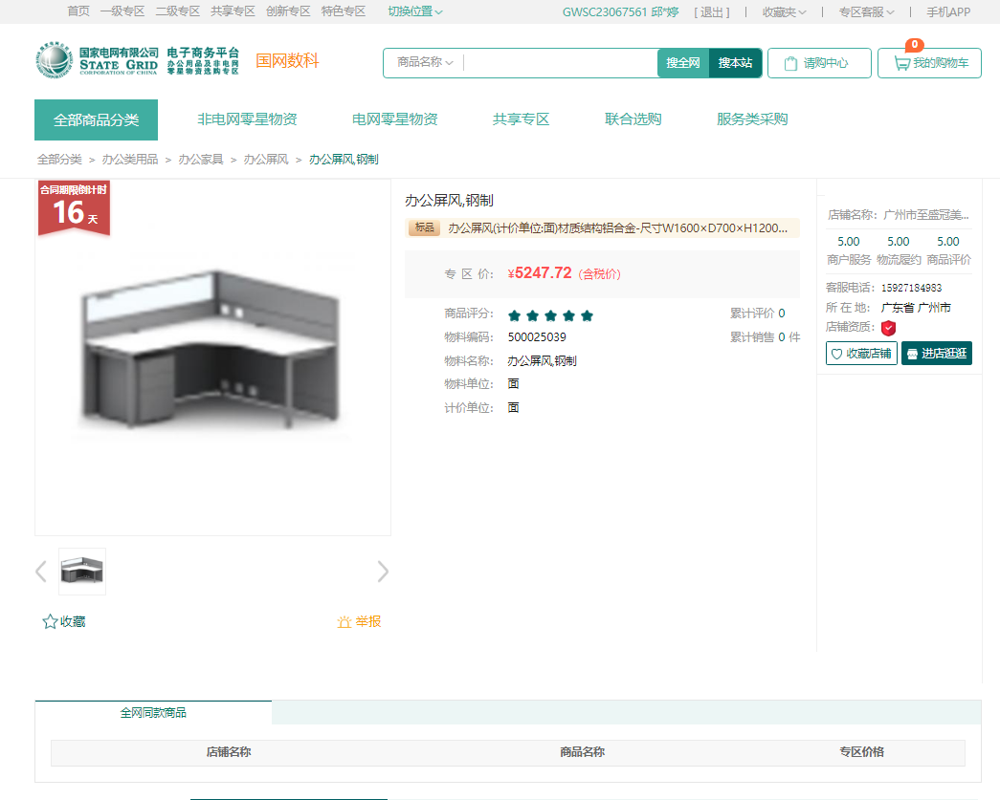 首页 一级专区 二级专区 共享专区 创新专区 特色专区 切换位置 GWSC23067561 邱*婷 [ 退出 ] | 收藏夹 | 专区客服 | 手机APP
国家电网有限公司
STATE GRID
CORPORATION OF CHINA
电子商务平台
办公用品及非电网
零星物资选购专区
国网数科
商品名称 搜全网 搜本站 请购中心 0 我的购物车
全部商品分类 非电网零星物资 电网零星物资 共享专区 联合选购 服务类采购
全部分类 > 办公类用品 > 办公家具 > 办公屏风 > 办公屏风,钢制
合同期限倒计时
16 天
办公屏风,钢制
标品 办公屏风(计价单位:面)材质结构铝合金-尺寸W1600×D700×H1200...
专 区 价: ¥5247.72 (含税价)
商品评分: 累计评价 0
物料编码: 500025039 累计销售 0 件
物料名称: 办公屏风,钢制
物料单位: 面
计价单位: 面
店铺名称: 广州市至盛冠美...
5.00 5.00 5.00
商户服务 物流履约 商品评价
客服电话: 15927184983
所 在 地: 广东省 广州市
店铺资质:
收藏店铺 进店逛逛
收藏 举报
全网同款商品
店铺名称 商品名称 专区价格